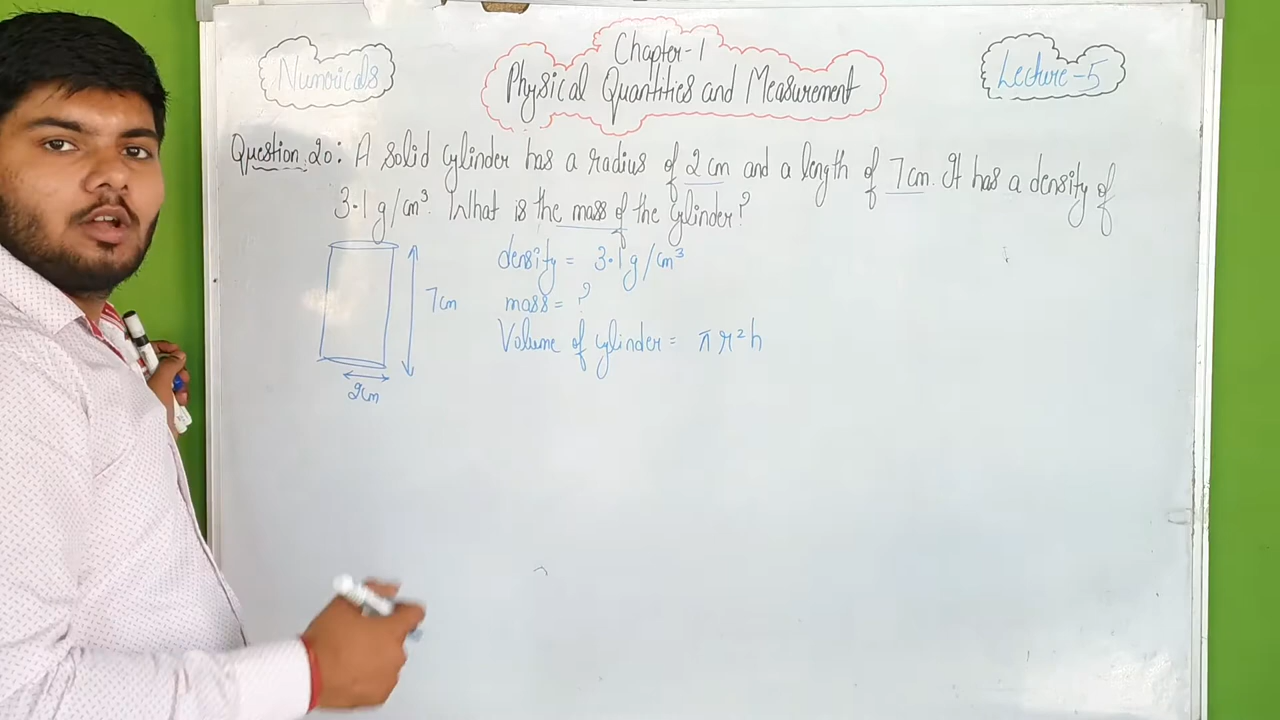 Numericals
Chapter-1
Physical Quantities and Measurement
Lecture-5
Question 20: A solid cylinder has a radius of 2 cm and a length of 7cm. It has a density of
3.1 g/cm³. What is the mass of the cylinder?
density = 3.1 g/cm³
7cm
mass = ?
Volume of cylinder = πr²h
2cm